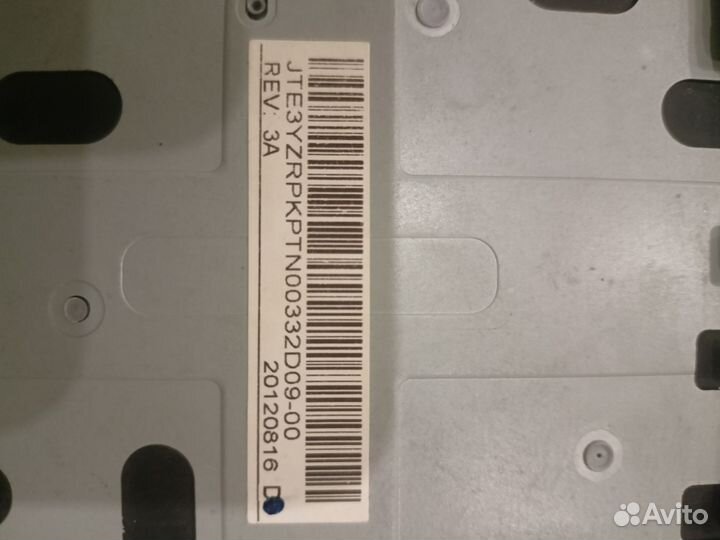 JTE3YZRPKPTN00332D09-00
REV: 3A
20120816 D
Avito